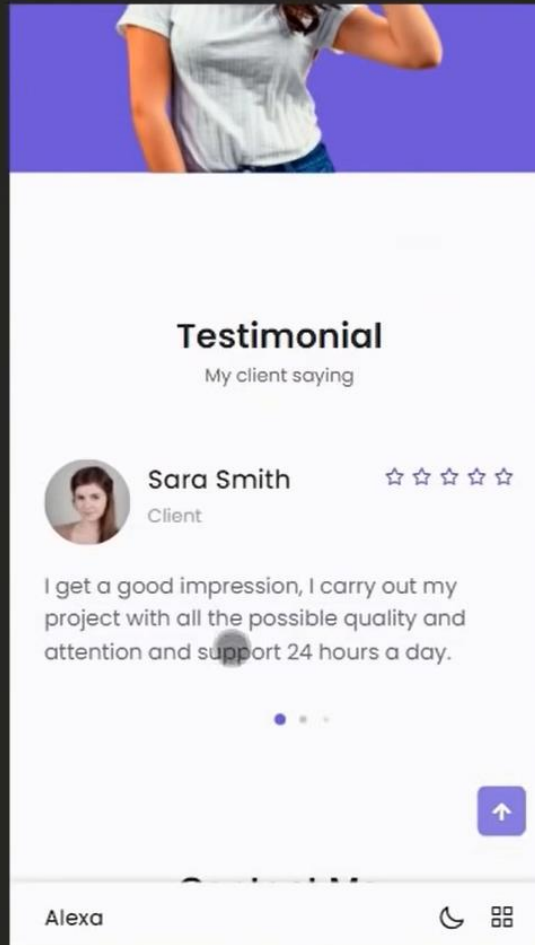 Testimonial
My client saying
Sara Smith
Client
I get a good impression, I carry out my
project with all the possible quality and
attention and support 24 hours a day.
Alexa